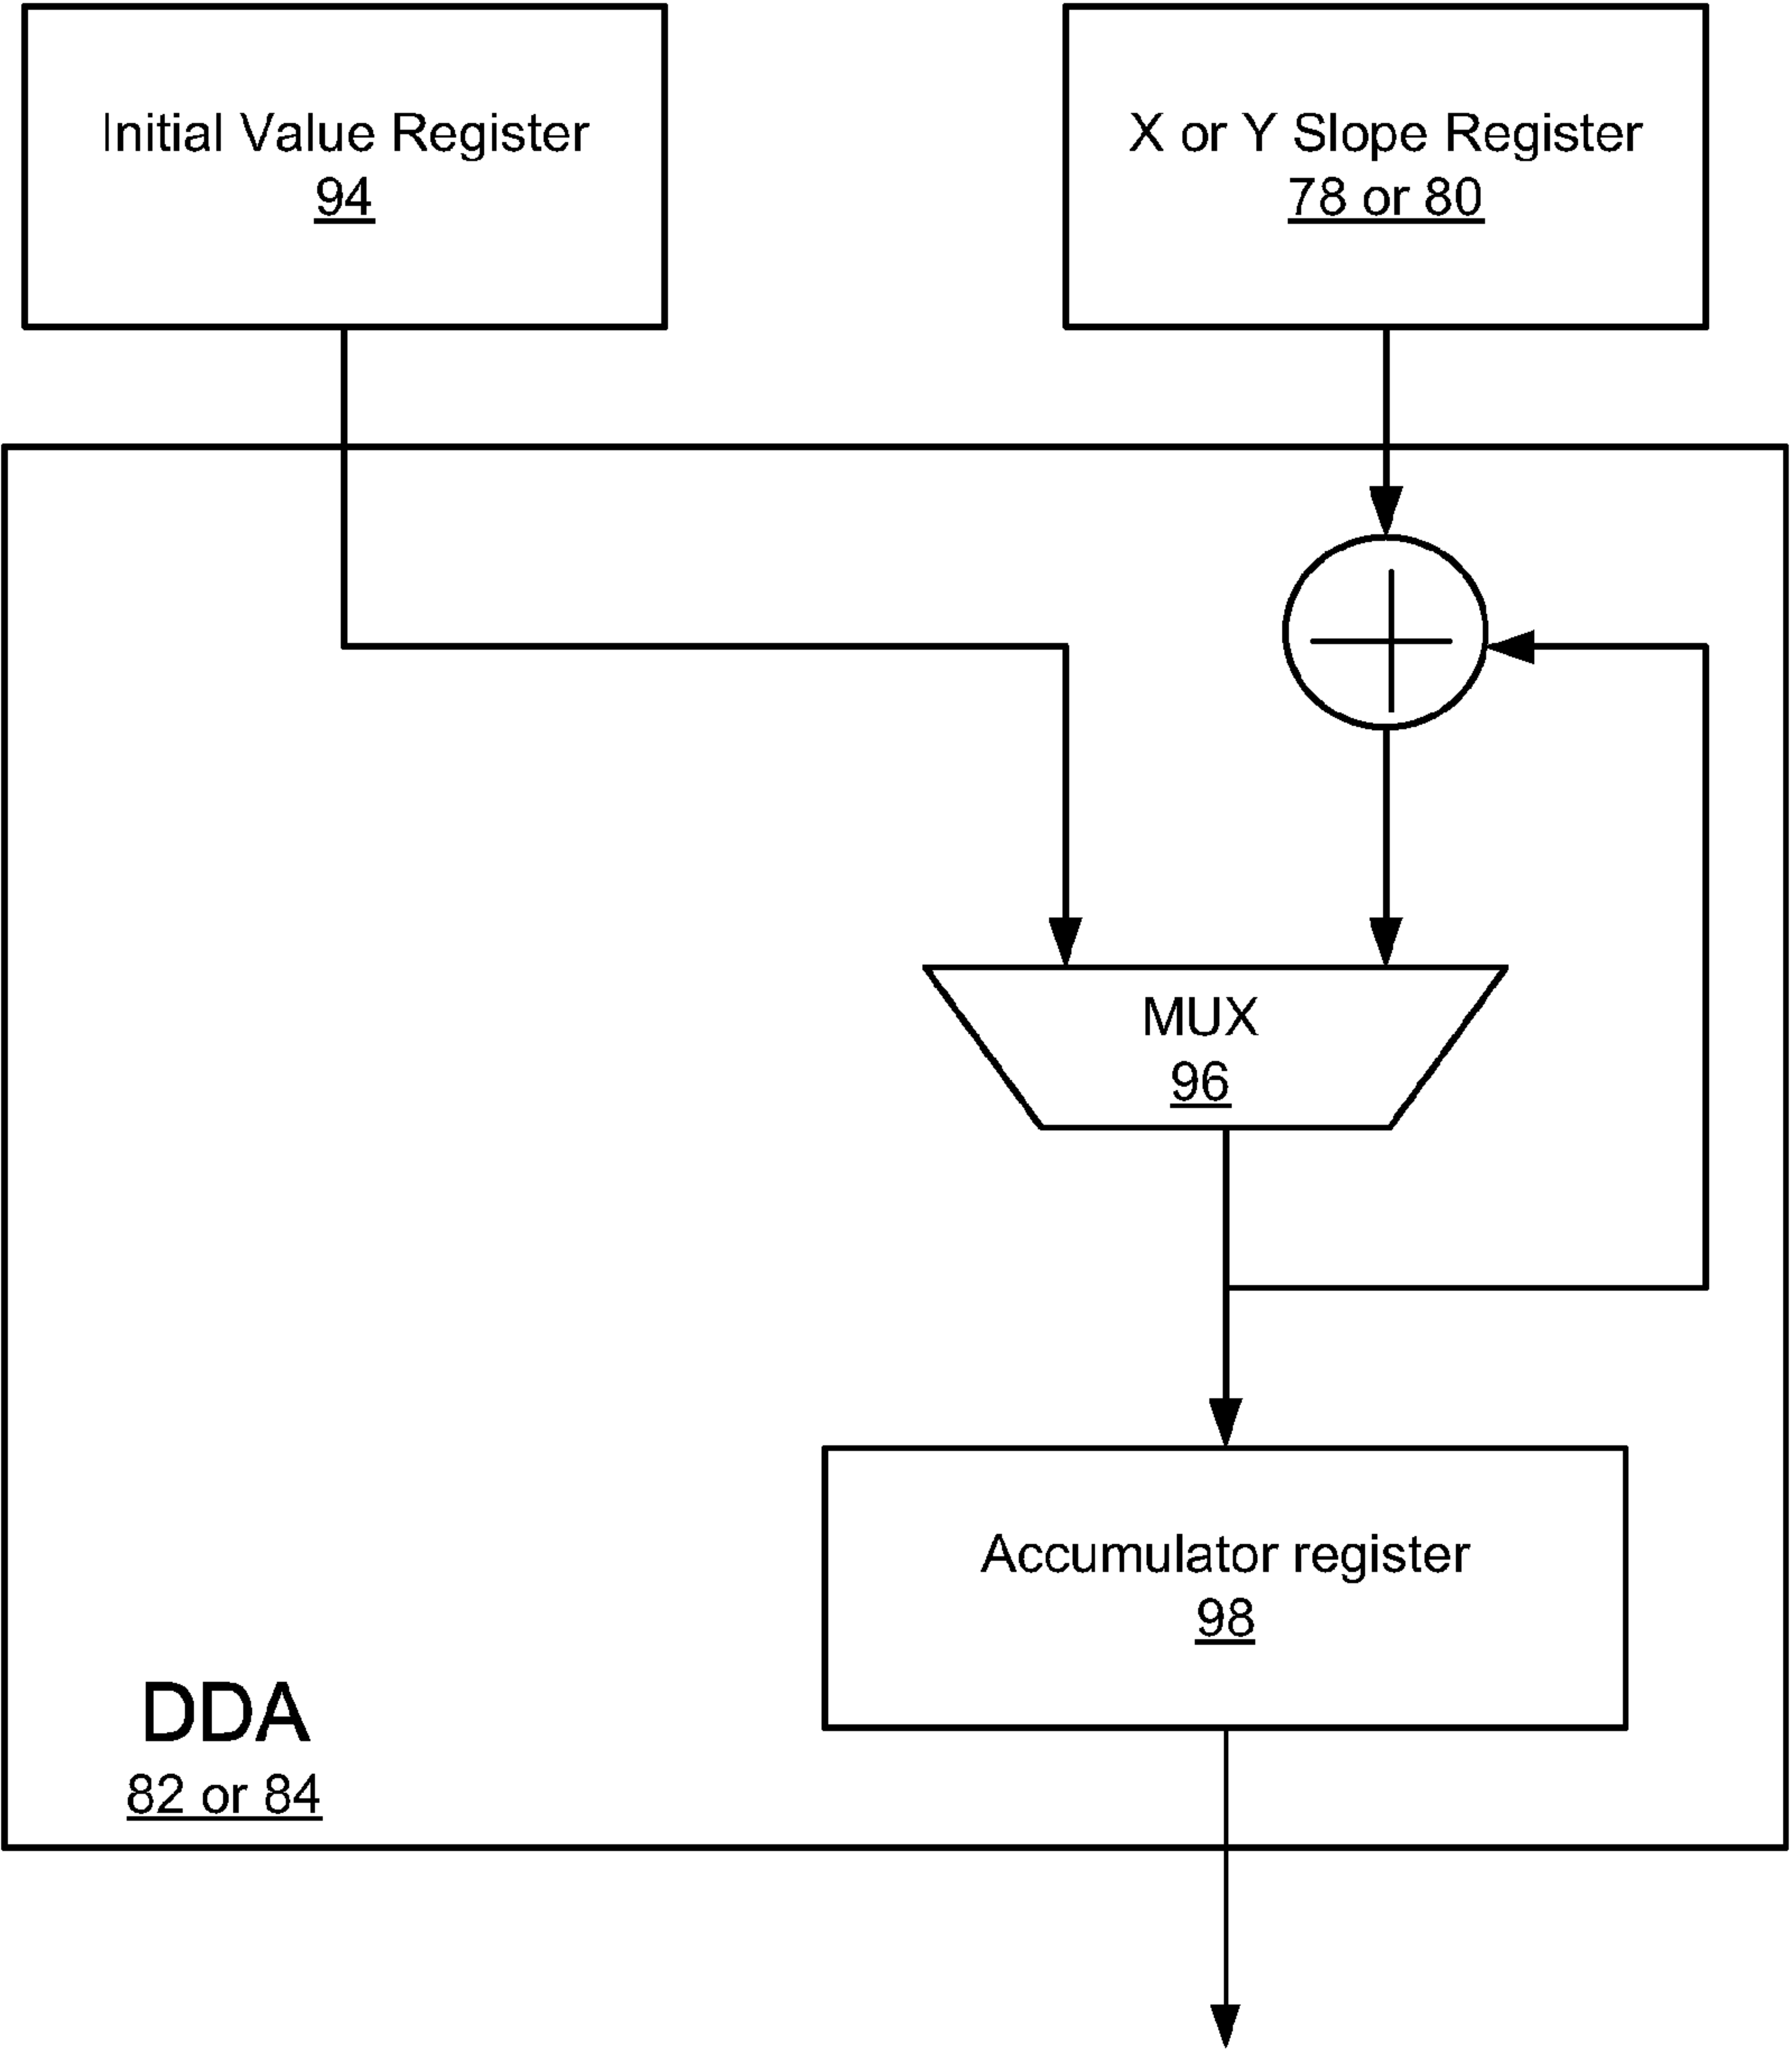 Initial Value Register
94
X or Y Slope Register
78 or 80
MUX
96
Accumulator register
98
DDA
82 or 84